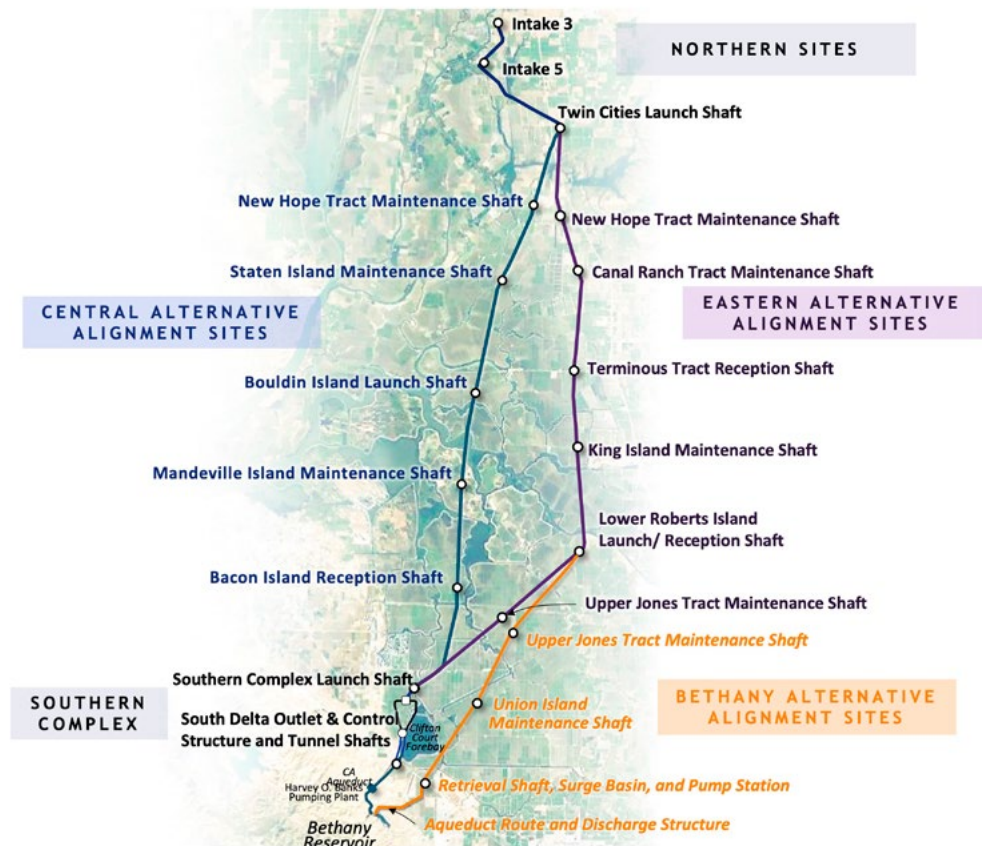 Intake 3
NORTHERN SITES
Intake 5
Twin Cities Launch Shaft
New Hope Tract Maintenance Shaft
New Hope Tract Maintenance Shaft
Staten Island Maintenance Shaft
Canal Ranch Tract Maintenance Shaft
CENTRAL ALTERNATIVE
ALIGNMENT SITES
EASTERN ALTERNATIVE
ALIGNMENT SITES
Terminous Tract Reception Shaft
Bouldin Island Launch Shaft
King Island Maintenance Shaft
Mandeville Island Maintenance Shaft
Lower Roberts Island
Launch/ Reception Shaft
Bacon Island Reception Shaft
Upper Jones Tract Maintenance Shaft
Upper Jones Tract Maintenance Shaft
Southern Complex Launch Shaft
SOUTHERN
COMPLEX
South Delta Outlet & Control
Structure and Tunnel Shafts
Clifton
Court
Forebay
Union Island
Maintenance Shaft
BETHANY ALTERNATIVE
ALIGNMENT SITES
CA
Aqueduct
Harvey O. Banks
Pumping Plant
Retrieval Shaft, Surge Basin, and Pump Station
Aqueduct Route and Discharge Structure
Bethany
Reservoir